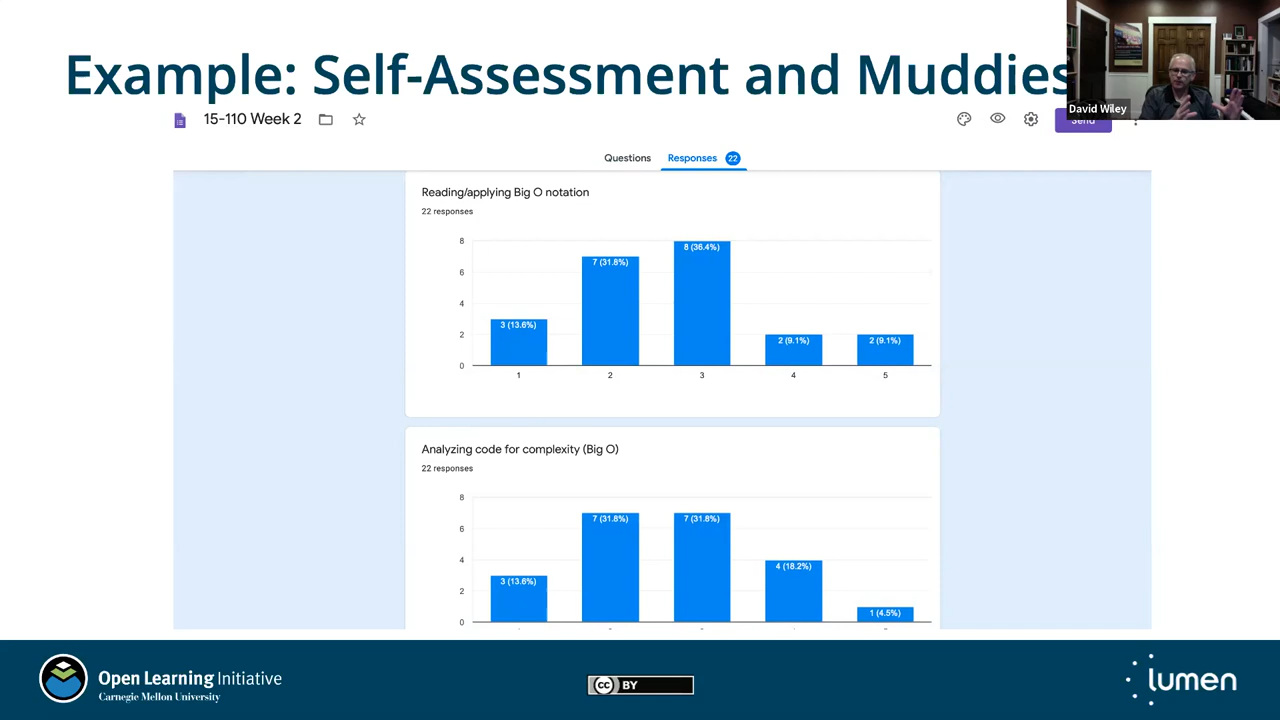 Example: Self-Assessment and Muddies
David Wiley
15-110 Week 2
Send
Questions Responses 22
Reading/applying Big O notation
22 responses
8
6
4
2
0
3 (13.6%)
7 (31.8%)
8 (36.4%)
2 (9.1%)
2 (9.1%)
1 2 3 4 5
Analyzing code for complexity (Big O)
22 responses
8
6
4
2
0
3 (13.6%)
7 (31.8%)
7 (31.8%)
4 (18.2%)
1 (4.5%)
Open Learning Initiative
Carnegie Mellon University
cc BY
lumen